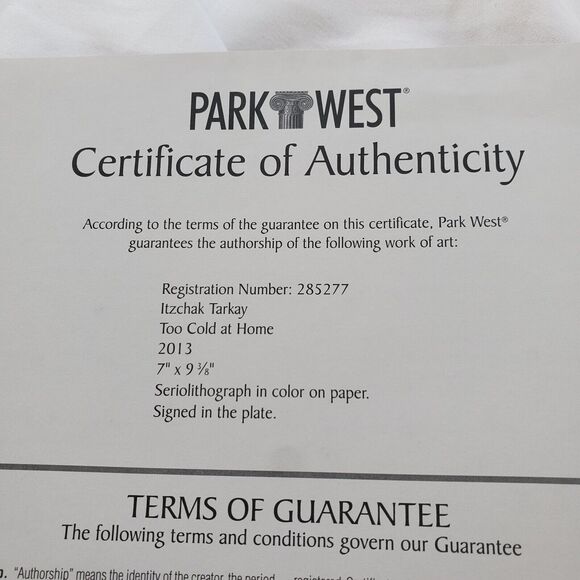 PARK WEST®
Certificate of Authenticity
According to the terms of the guarantee on this certificate, Park West®
guarantees the authorship of the following work of art:
Registration Number: 285277
Itzchak Tarkay
Too Cold at Home
2013
7" x 9 ⅜"
Seriolithograph in color on paper.
Signed in the plate.
TERMS OF GUARANTEE
The following terms and conditions govern our Guarantee
"Authorship" means the identity of the creator, the period